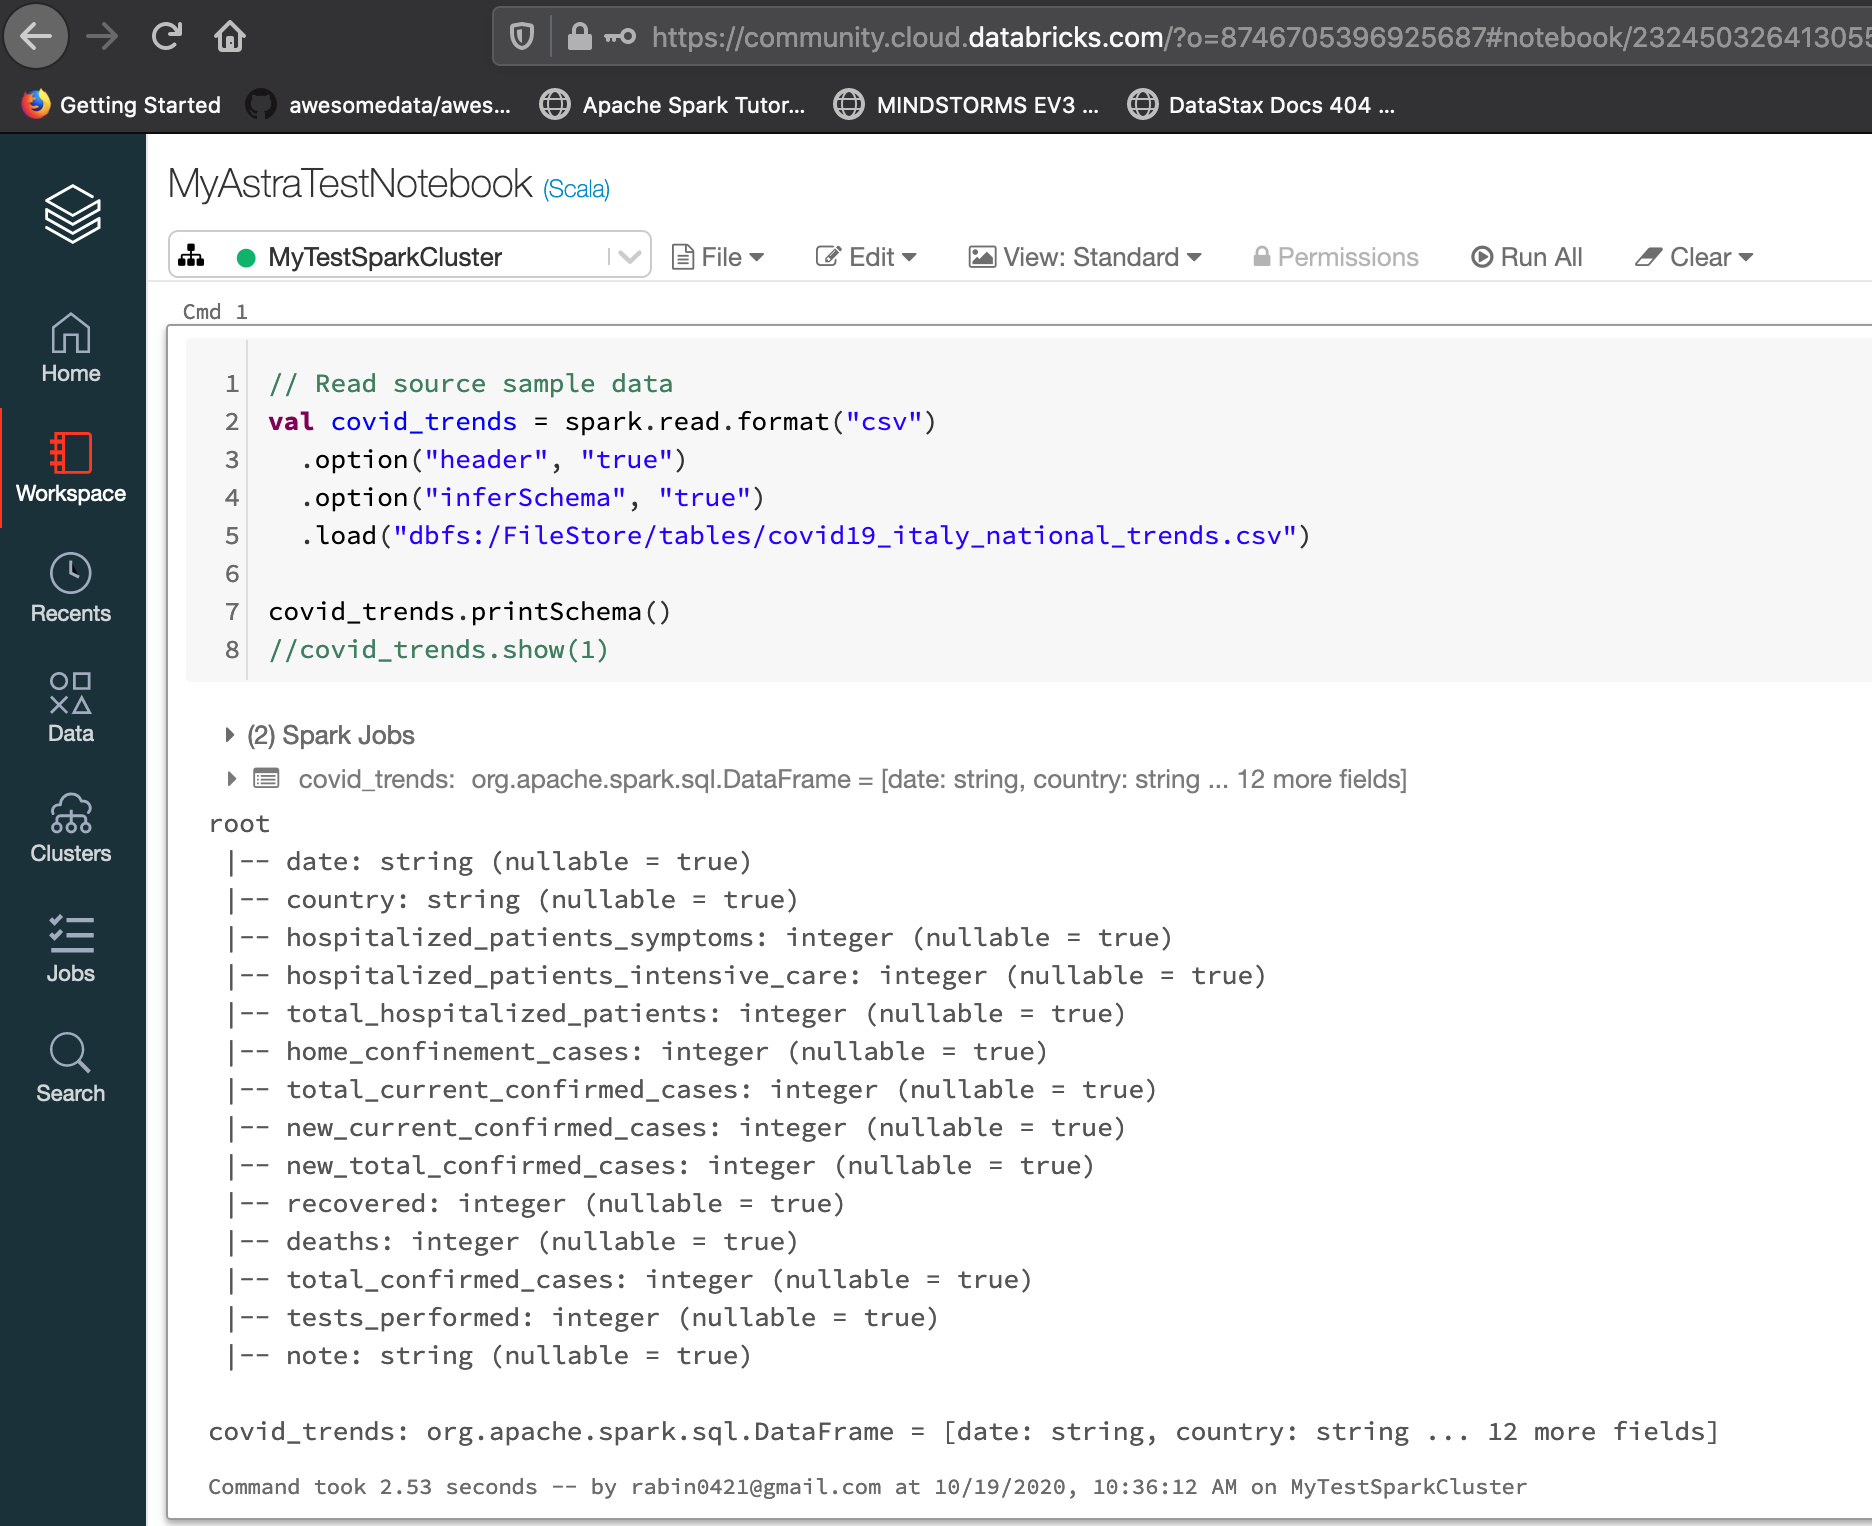 https://community.cloud.databricks.com/?o=8746705396925687#notebook/232450326413055
Getting Started awesomedata/awes... Apache Spark Tutor... MINDSTORMS EV3 ... DataStax Docs 404 ...
MyAstraTestNotebook (Scala)
MyTestSparkCluster File Edit View: Standard Permissions Run All Clear
Home
Workspace
Recents
Data
Clusters
Jobs
Search
Cmd 1
1 // Read source sample data
2 val covid_trends = spark.read.format("csv")
3   .option("header", "true")
4   .option("inferSchema", "true")
5   .load("dbfs:/FileStore/tables/covid19_italy_national_trends.csv")
6
7 covid_trends.printSchema()
8 //covid_trends.show(1)
(2) Spark Jobs
covid_trends: org.apache.spark.sql.DataFrame = [date: string, country: string ... 12 more fields]
root
 |-- date: string (nullable = true)
 |-- country: string (nullable = true)
 |-- hospitalized_patients_symptoms: integer (nullable = true)
 |-- hospitalized_patients_intensive_care: integer (nullable = true)
 |-- total_hospitalized_patients: integer (nullable = true)
 |-- home_confinement_cases: integer (nullable = true)
 |-- total_current_confirmed_cases: integer (nullable = true)
 |-- new_current_confirmed_cases: integer (nullable = true)
 |-- new_total_confirmed_cases: integer (nullable = true)
 |-- recovered: integer (nullable = true)
 |-- deaths: integer (nullable = true)
 |-- total_confirmed_cases: integer (nullable = true)
 |-- tests_performed: integer (nullable = true)
 |-- note: string (nullable = true)
covid_trends: org.apache.spark.sql.DataFrame = [date: string, country: string ... 12 more fields]
Command took 2.53 seconds -- by rabin0421@gmail.com at 10/19/2020, 10:36:12 AM on MyTestSparkCluster